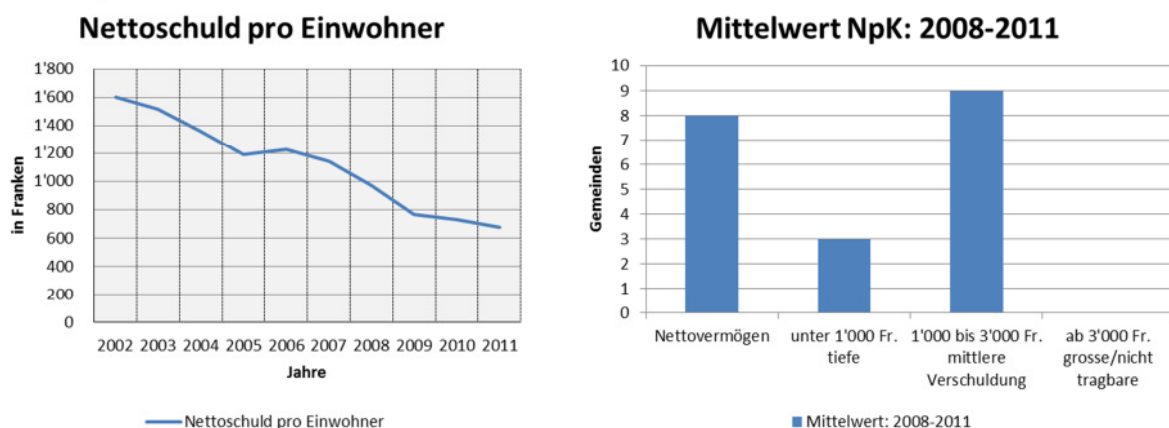 Nettoschuld pro Einwohner
1'800
1'600
1'400
1'200
1'000
800
600
400
200
0
in Franken
2002 2003 2004 2005 2006 2007 2008 2009 2010 2011
Jahre
Nettoschuld pro Einwohner
Mittelwert NpK: 2008-2011
10
9
8
7
6
5
4
3
2
1
0
Gemeinden
Nettovermögen
unter 1'000 Fr.
tiefe
1'000 bis 3'000 Fr.
mittlere
Verschuldung
ab 3'000 Fr.
grosse/nicht
tragbare
Mittelwert: 2008-2011